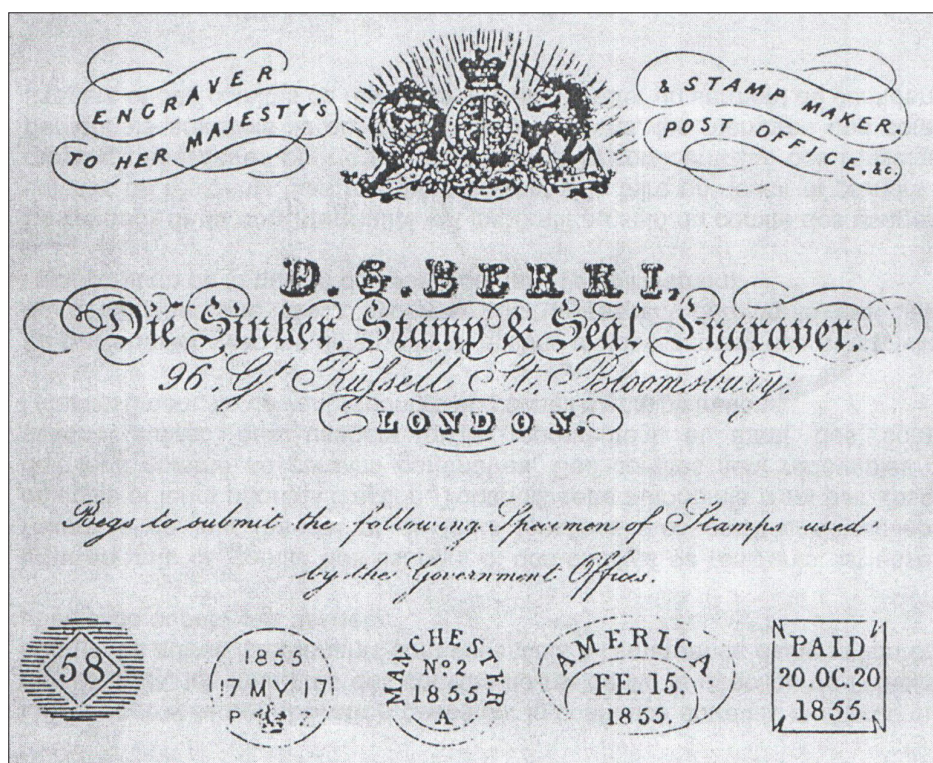 ENGRAVER
TO HER MAJESTY'S
& STAMP MAKER
POST OFFICE, &c.
D. G. BERRI,
Die Sinker, Stamp & Seal Engraver.
96, Gt Russell St. Bloomsbury,
LONDON.
Begs to submit the following Specimen of Stamps used
by the Government Offices.
58
1855
17 MY 17
MANCHESTER
No 2
1855
A
AMERICA
FE. 15.
1855.
PAID
20.OC.20
1855.